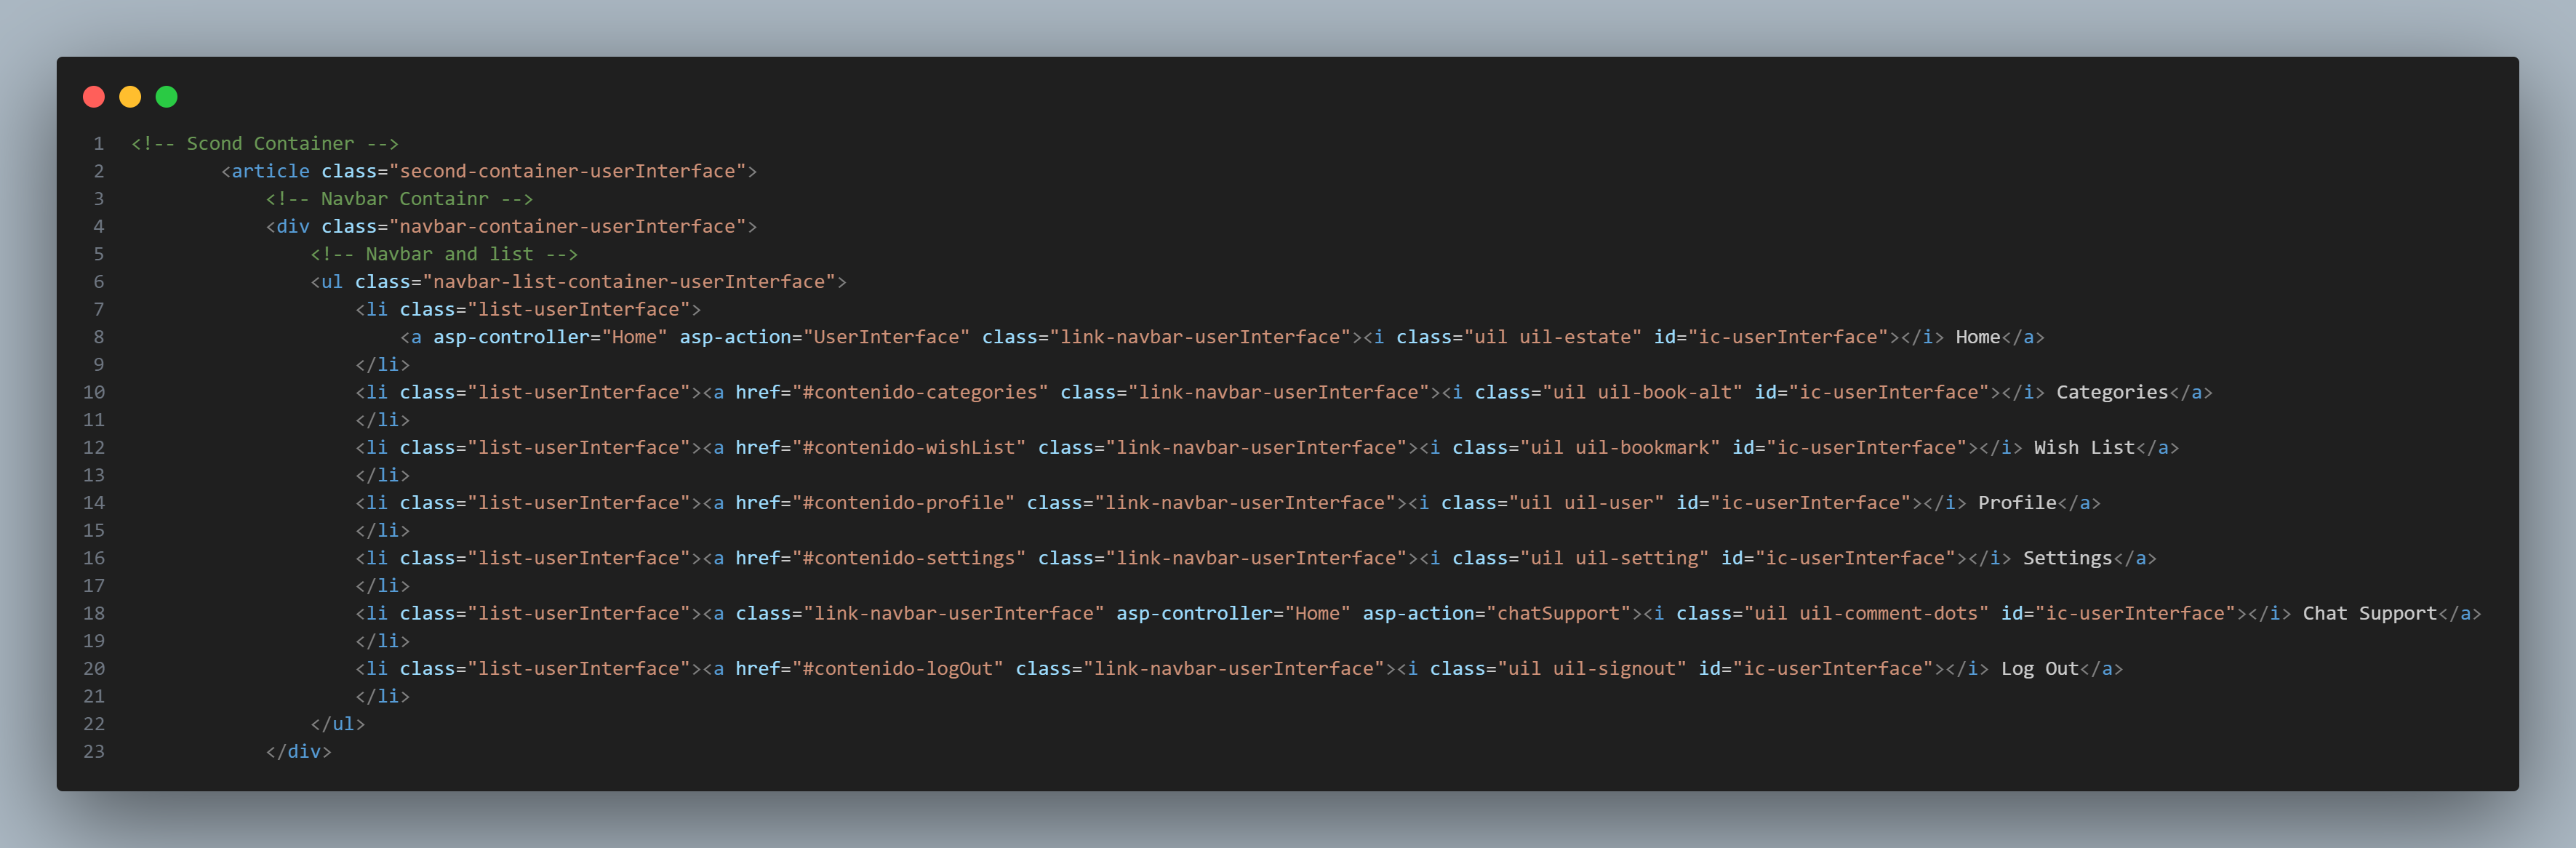 1 <!-- Scond Container -->
2         <article class="second-container-userInterface">
3             <!-- Navbar Containr -->
4             <div class="navbar-container-userInterface">
5                 <!-- Navbar and list -->
6                 <ul class="navbar-list-container-userInterface">
7                     <li class="list-userInterface">
8                         <a asp-controller="Home" asp-action="UserInterface" class="link-navbar-userInterface"><i class="uil uil-estate" id="ic-userInterface"></i> Home</a>
9                     </li>
10                     <li class="list-userInterface"><a href="#contenido-categories" class="link-navbar-userInterface"><i class="uil uil-book-alt" id="ic-userInterface"></i> Categories</a>
11                     </li>
12                     <li class="list-userInterface"><a href="#contenido-wishList" class="link-navbar-userInterface"><i class="uil uil-bookmark" id="ic-userInterface"></i> Wish List</a>
13                     </li>
14                     <li class="list-userInterface"><a href="#contenido-profile" class="link-navbar-userInterface"><i class="uil uil-user" id="ic-userInterface"></i> Profile</a>
15                     </li>
16                     <li class="list-userInterface"><a href="#contenido-settings" class="link-navbar-userInterface"><i class="uil uil-setting" id="ic-userInterface"></i> Settings</a>
17                     </li>
18                     <li class="list-userInterface"><a class="link-navbar-userInterface" asp-controller="Home" asp-action="chatSupport"><i class="uil uil-comment-dots" id="ic-userInterface"></i> Chat Support</a>
19                     </li>
20                     <li class="list-userInterface"><a href="#contenido-logOut" class="link-navbar-userInterface"><i class="uil uil-signout" id="ic-userInterface"></i> Log Out</a>
21                     </li>
22                 </ul>
23             </div>